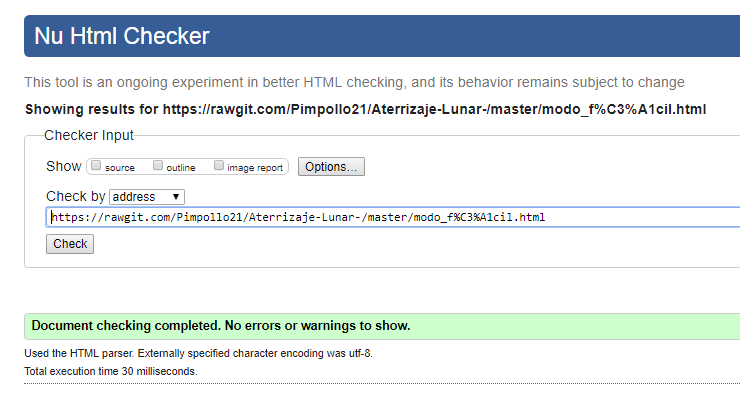 Nu Html Checker
This tool is an ongoing experiment in better HTML checking, and its behavior remains subject to change
Showing results for https://rawgit.com/Pimpollo21/Aterrizaje-Lunar-/master/modo_f%C3%A1cil.html
Checker Input
Show source outline image report Options...
Check by address
https://rawgit.com/Pimpollo21/Aterrizaje-Lunar-/master/modo_f%C3%A1cil.html
Check
Document checking completed. No errors or warnings to show.
Used the HTML parser. Externally specified character encoding was utf-8.
Total execution time 30 milliseconds.